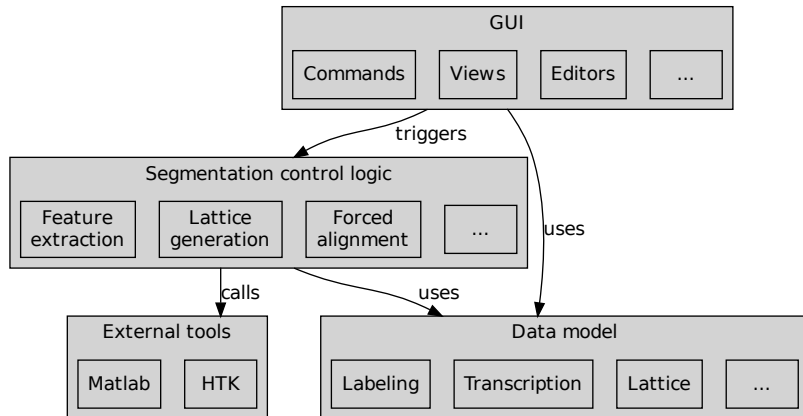 GUI
Commands
Views
Editors
...
triggers
Segmentation control logic
Feature
extraction
Lattice
generation
Forced
alignment
...
uses
calls
uses
External tools
Matlab
HTK
Data model
Labeling
Transcription
Lattice
...